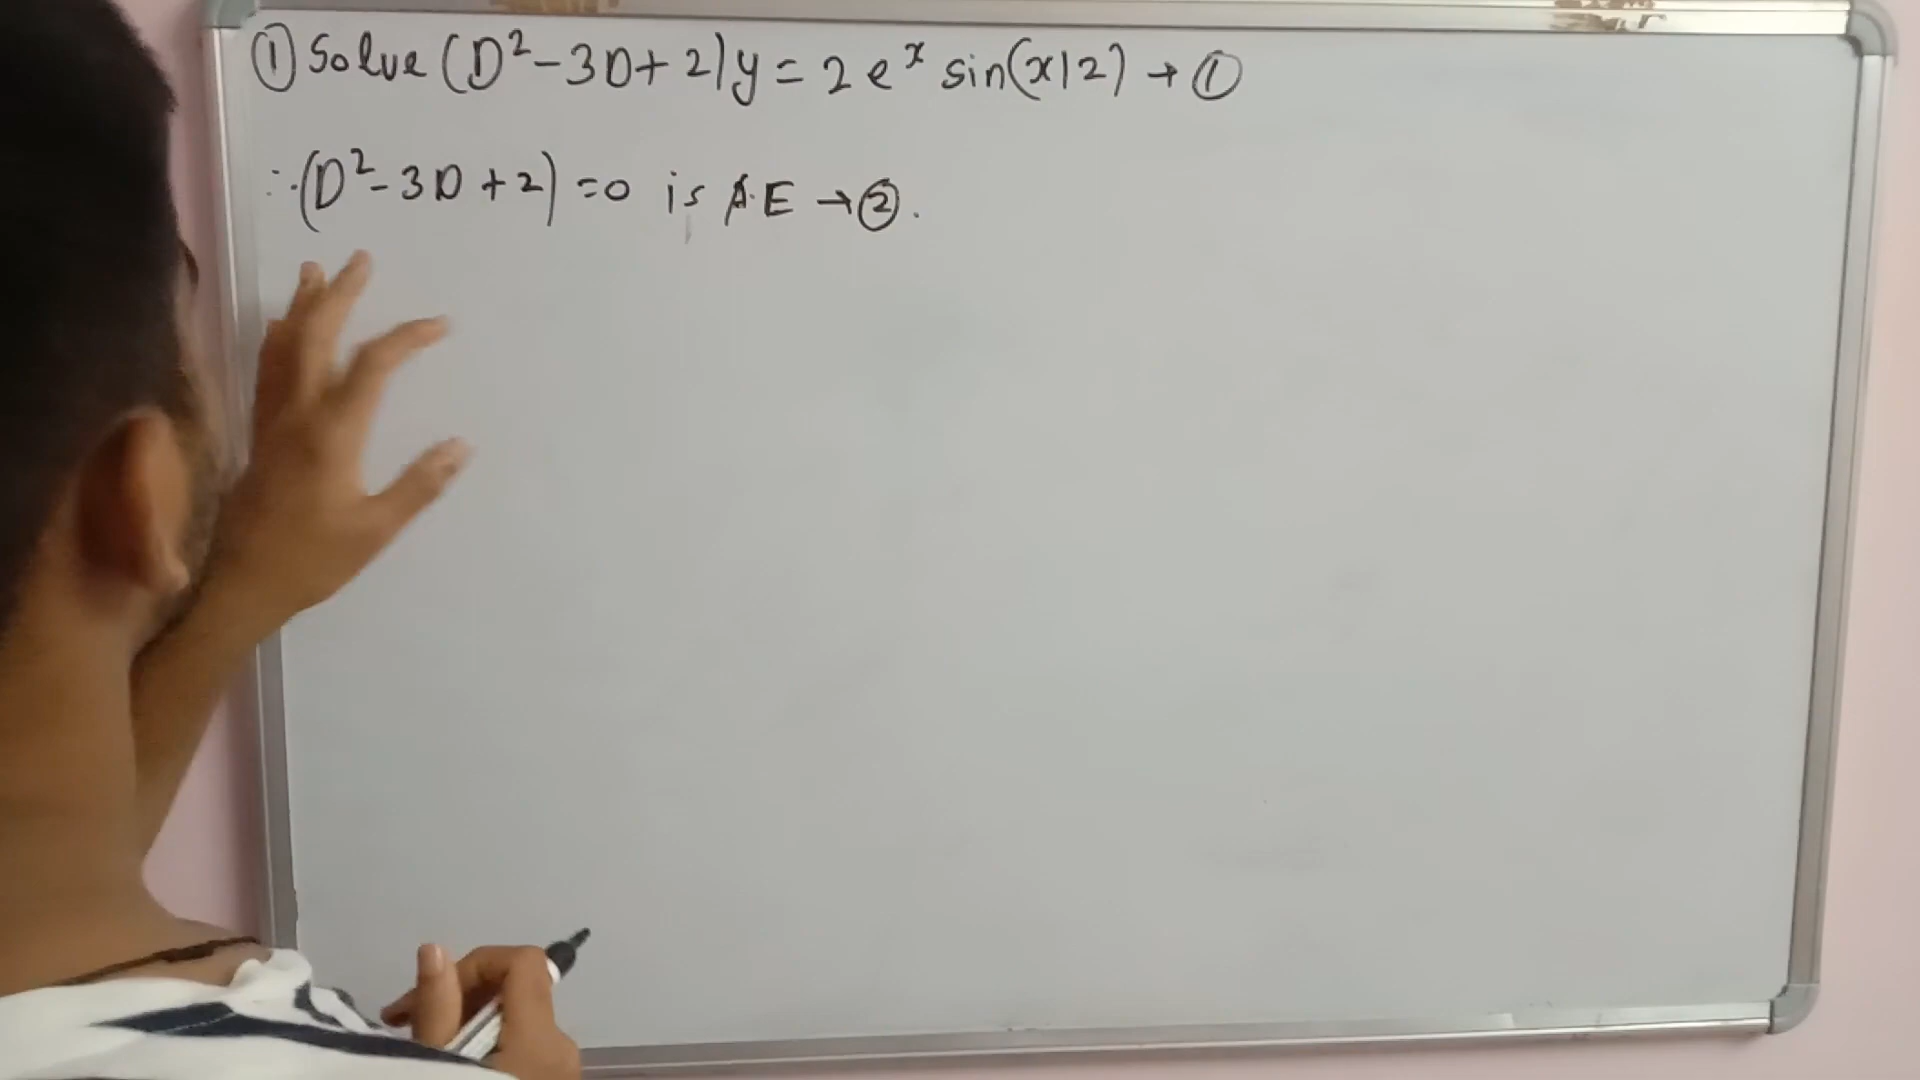 ① Solve (D²-3D+2)y = 2eˣ sin(x/2) → ①
∴ (D²-3D+2) = 0 is A.E → ②.